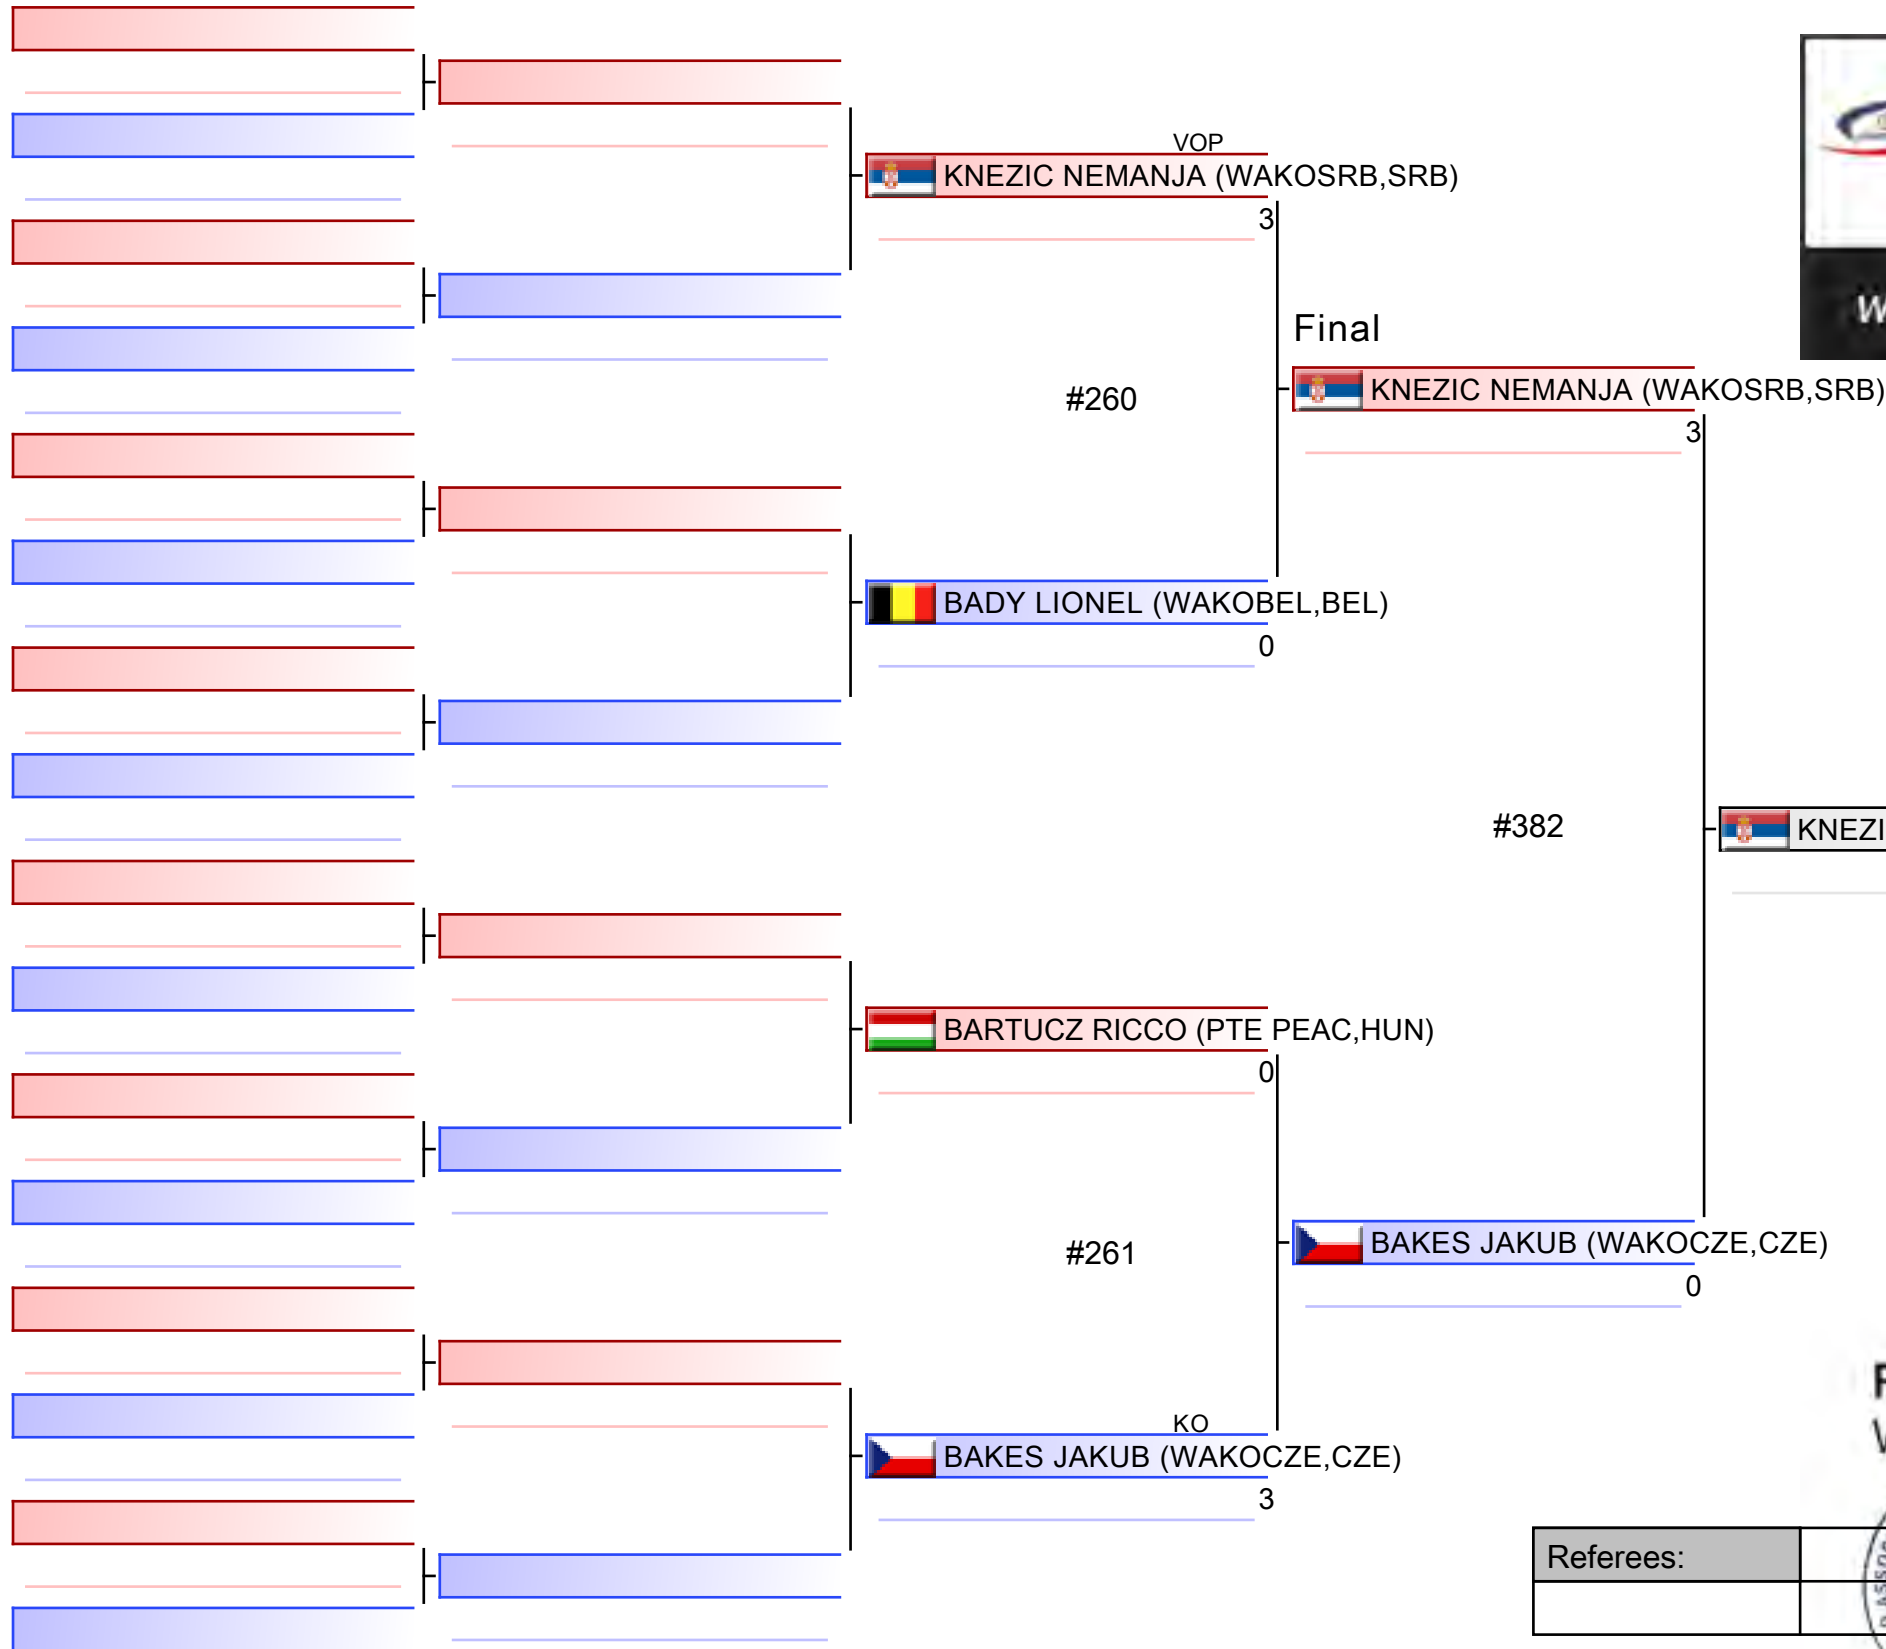 VOP
KNEZIC NEMANJA (WAKOSRB,SRB)
3
Final
#260
KNEZIC NEMANJA (WAKOSRB,SRB)
3
BADY LIONEL (WAKOBEL,BEL)
0
#382
KNEZI
BARTUCZ RICCO (PTE PEAC,HUN)
0
#261
BAKES JAKUB (WAKOCZE,CZE)
0
KO
BAKES JAKUB (WAKOCZE,CZE)
3
Referees: